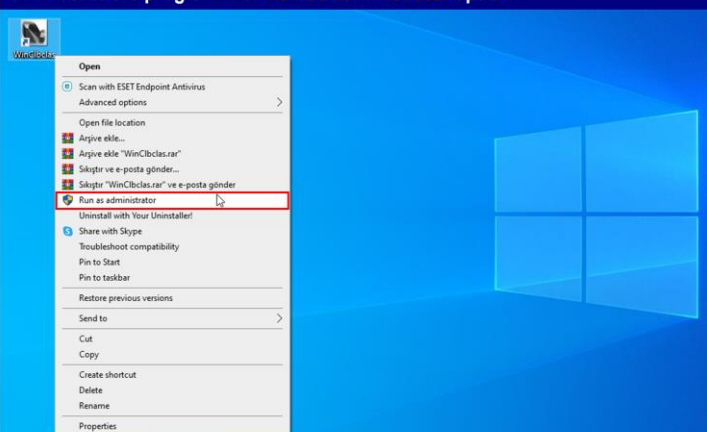 WinClbclas
Open
Scan with ESET Endpoint Antivirus
Advanced options
Open file location
Arşive ekle...
Arşive ekle "WinClbclas.rar"
Sıkıştır ve e-posta gönder...
Sıkıştır "WinClbclas.rar" ve e-posta gönder
Run as administrator
Uninstall with Your Uninstaller!
Share with Skype
Troubleshoot compatibility
Pin to Start
Pin to taskbar
Restore previous versions
Send to
Cut
Copy
Create shortcut
Delete
Rename
Properties